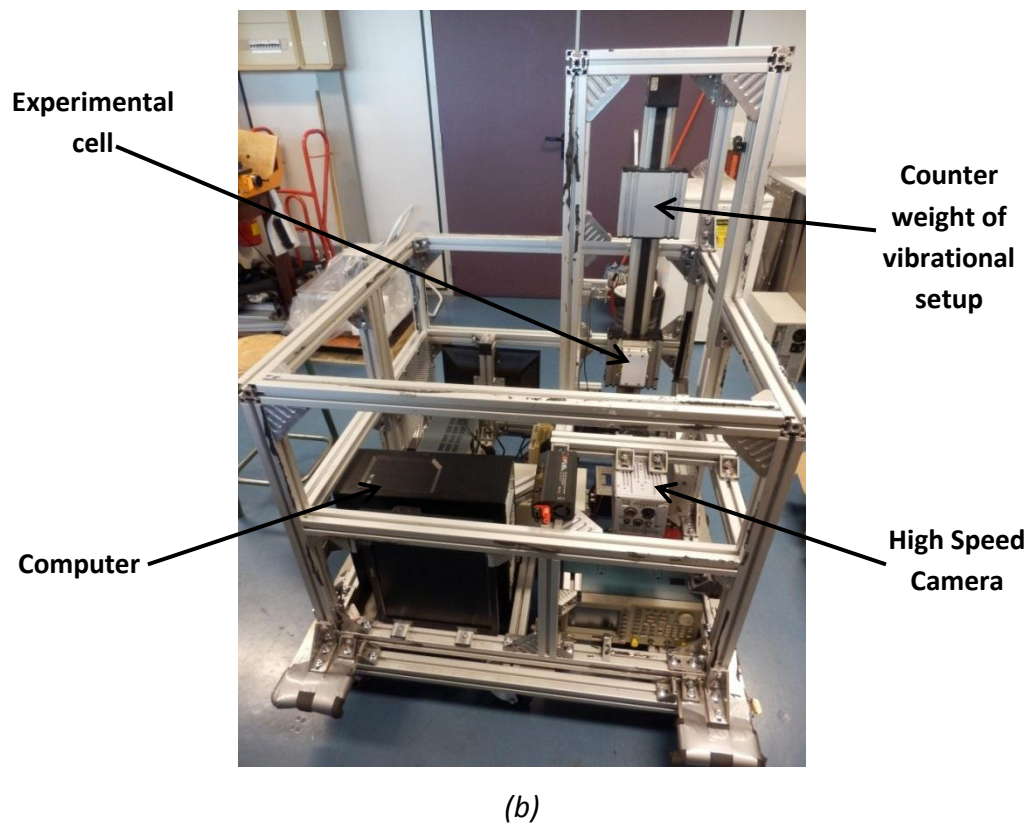 Experimental
cell
Counter
weight of
vibrational
setup
Computer
High Speed
Camera
(b)